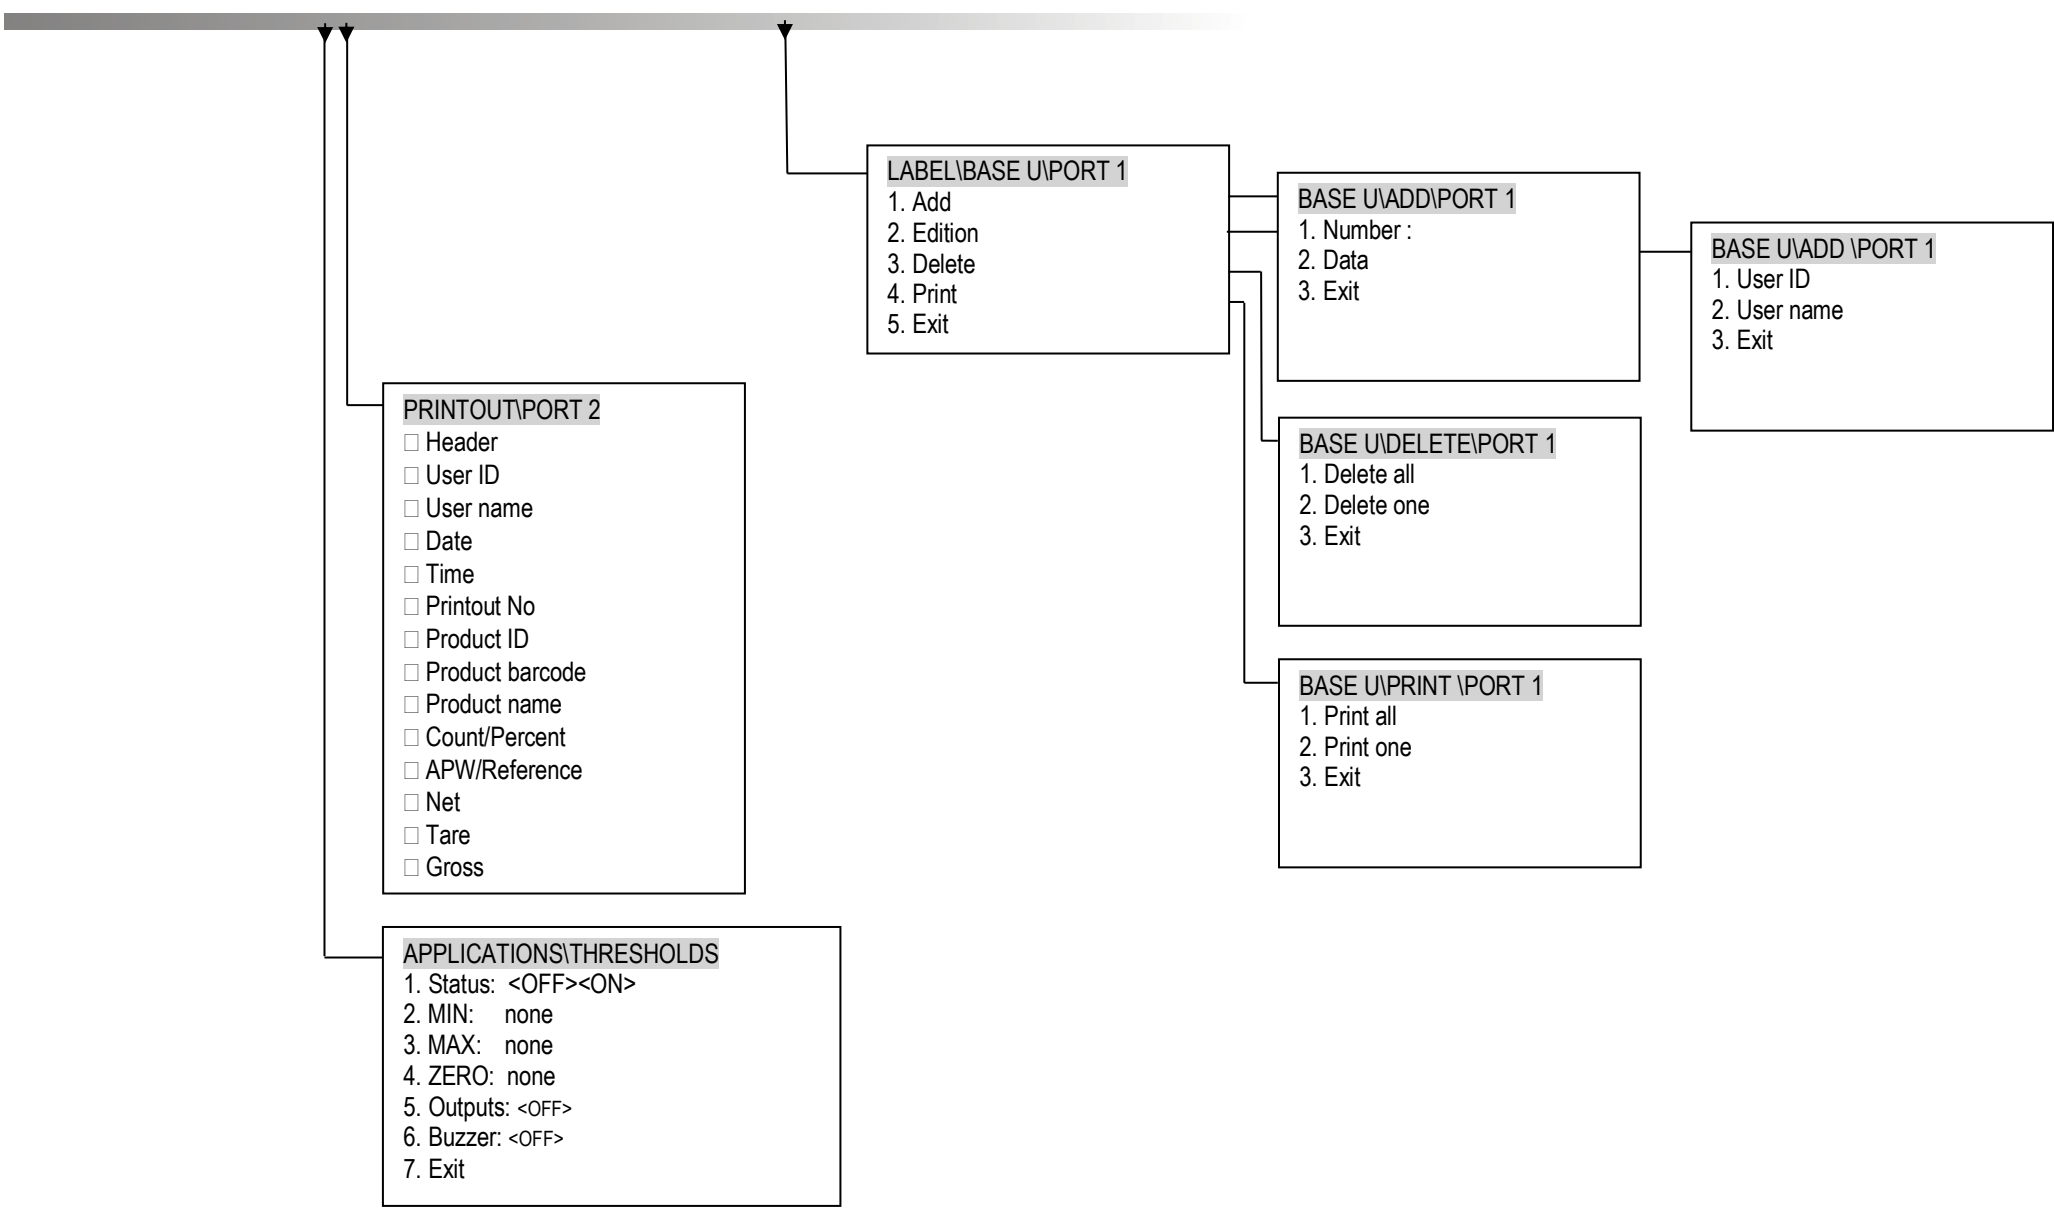 LABEL\BASE U\PORT 1
1. Add
2. Edition
3. Delete
4. Print
5. Exit
BASE U\ADD\PORT 1
1. Number :
2. Data
3. Exit
BASE U\ADD \PORT 1
1. User ID
2. User name
3. Exit
PRINTOUT\PORT 2
□ Header
□ User ID
□ User name
□ Date
□ Time
□ Printout No
□ Product ID
□ Product barcode
□ Product name
□ Count/Percent
□ APW/Reference
□ Net
□ Tare
□ Gross
BASE U\DELETE\PORT 1
1. Delete all
2. Delete one
3. Exit
BASE U\PRINT \PORT 1
1. Print all
2. Print one
3. Exit
APPLICATIONS\THRESHOLDS
1. Status: <OFF><ON>
2. MIN: none
3. MAX: none
4. ZERO: none
5. Outputs: <OFF>
6. Buzzer: <OFF>
7. Exit